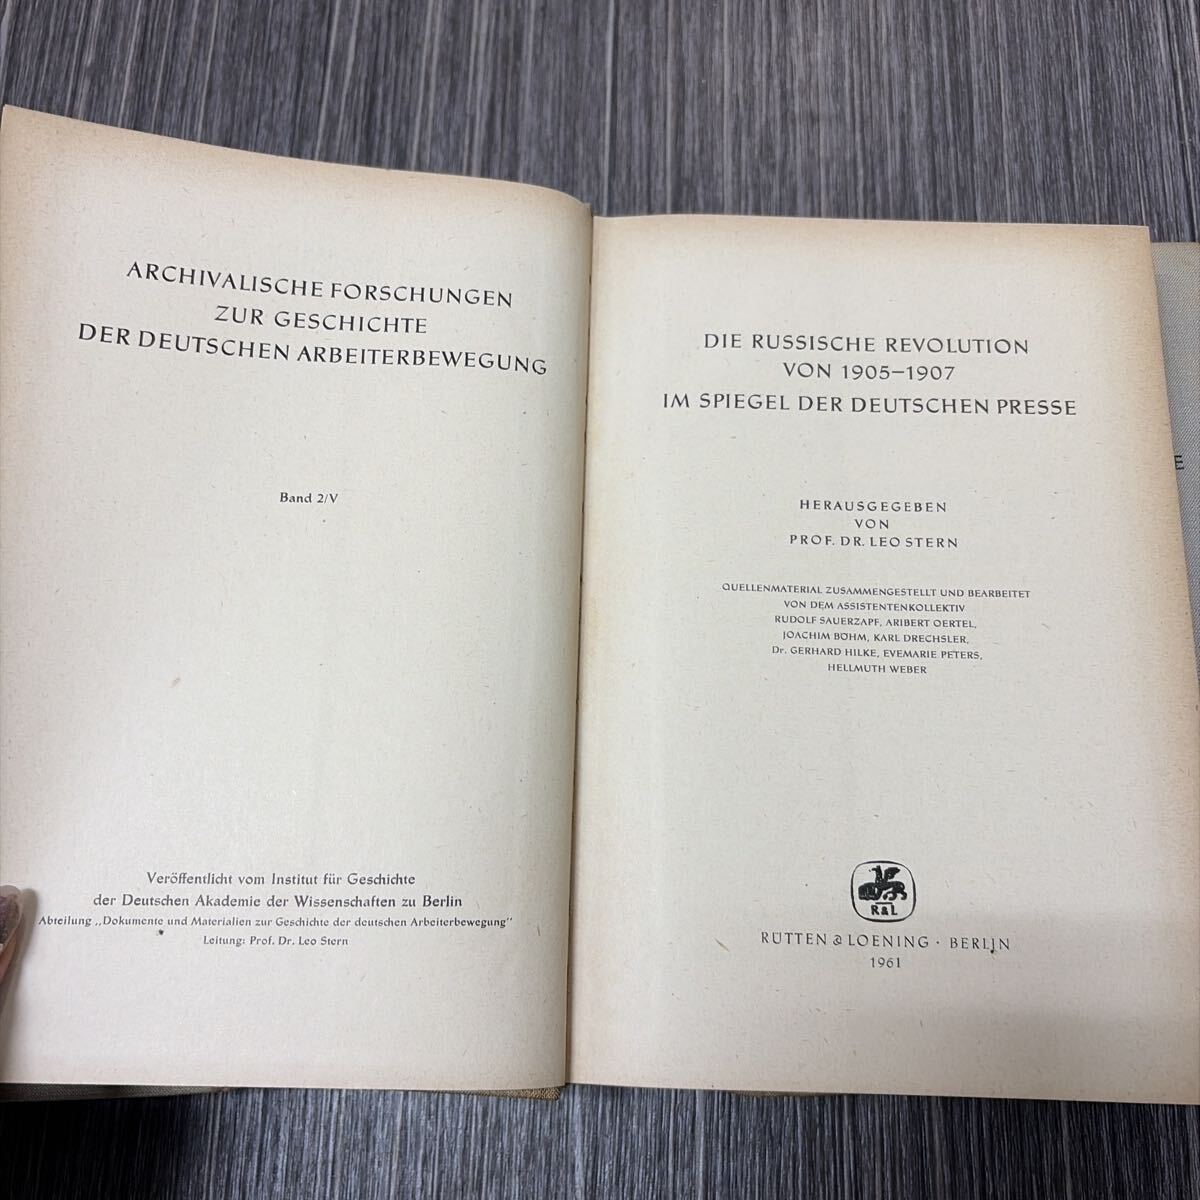 ARCHIVALISCHE FORSCHUNGEN
ZUR GESCHICHTE
DER DEUTSCHEN ARBEITERBEWEGUNG
Band 2/V
Veröffentlicht vom Institut für Geschichte
der Deutschen Akademie der Wissenschaften zu Berlin
Abteilung „Dokumente und Materialien zur Geschichte der deutschen Arbeiterbewegung"
Leitung: Prof. Dr. Leo Stern
DIE RUSSISCHE REVOLUTION
VON 1905–1907
IM SPIEGEL DER DEUTSCHEN PRESSE
HERAUSGEGEBEN
VON
PROF. DR. LEO STERN
QUELLENMATERIAL ZUSAMMENGESTELLT UND BEARBEITET
VON DEM ASSISTENTENKOLLEKTIV
RUDOLF SAUERZAPF, ARIBERT OERTEL,
JOACHIM BÖHM, KARL DRECHSLER,
Dr. GERHARD HILKE, EVEMARIE PETERS,
HELLMUTH WEBER
R&L
RÜTTEN & LOENING · BERLIN
1961
E